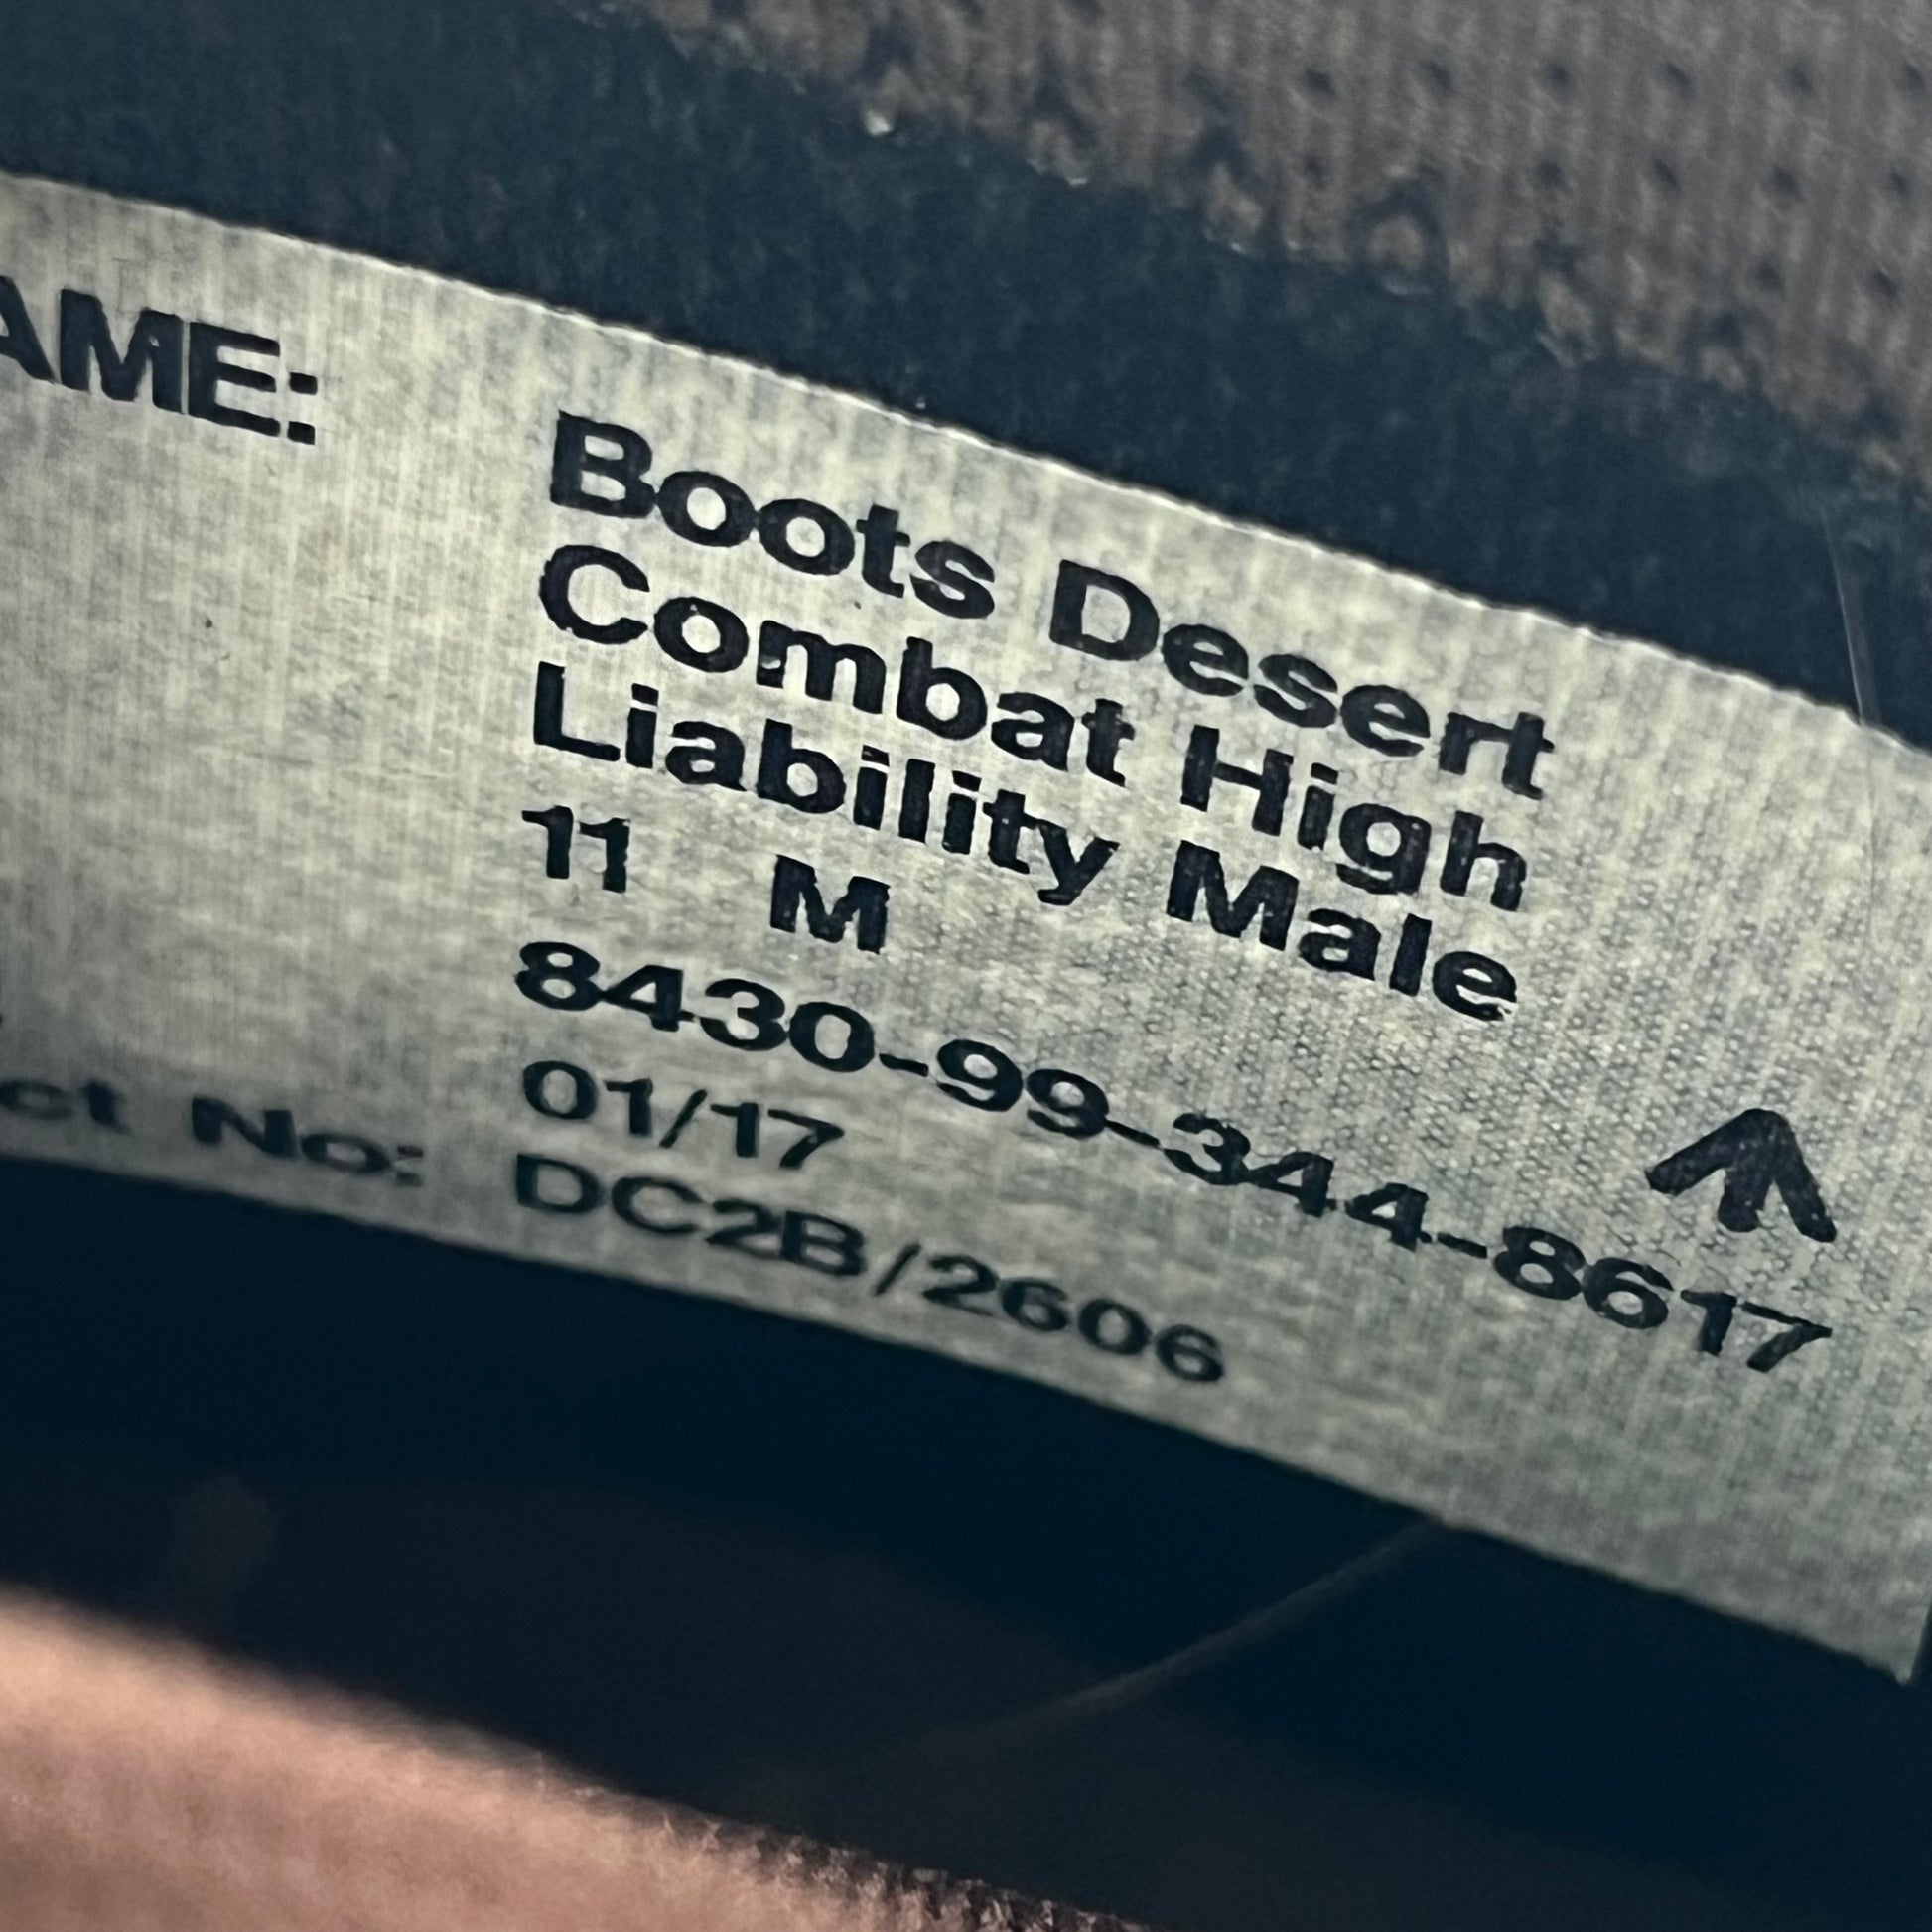 AME: Boots Desert
Combat High
Liability Male
11 M
8430-99-344-8617
01/17
ct No: DC2B/2606